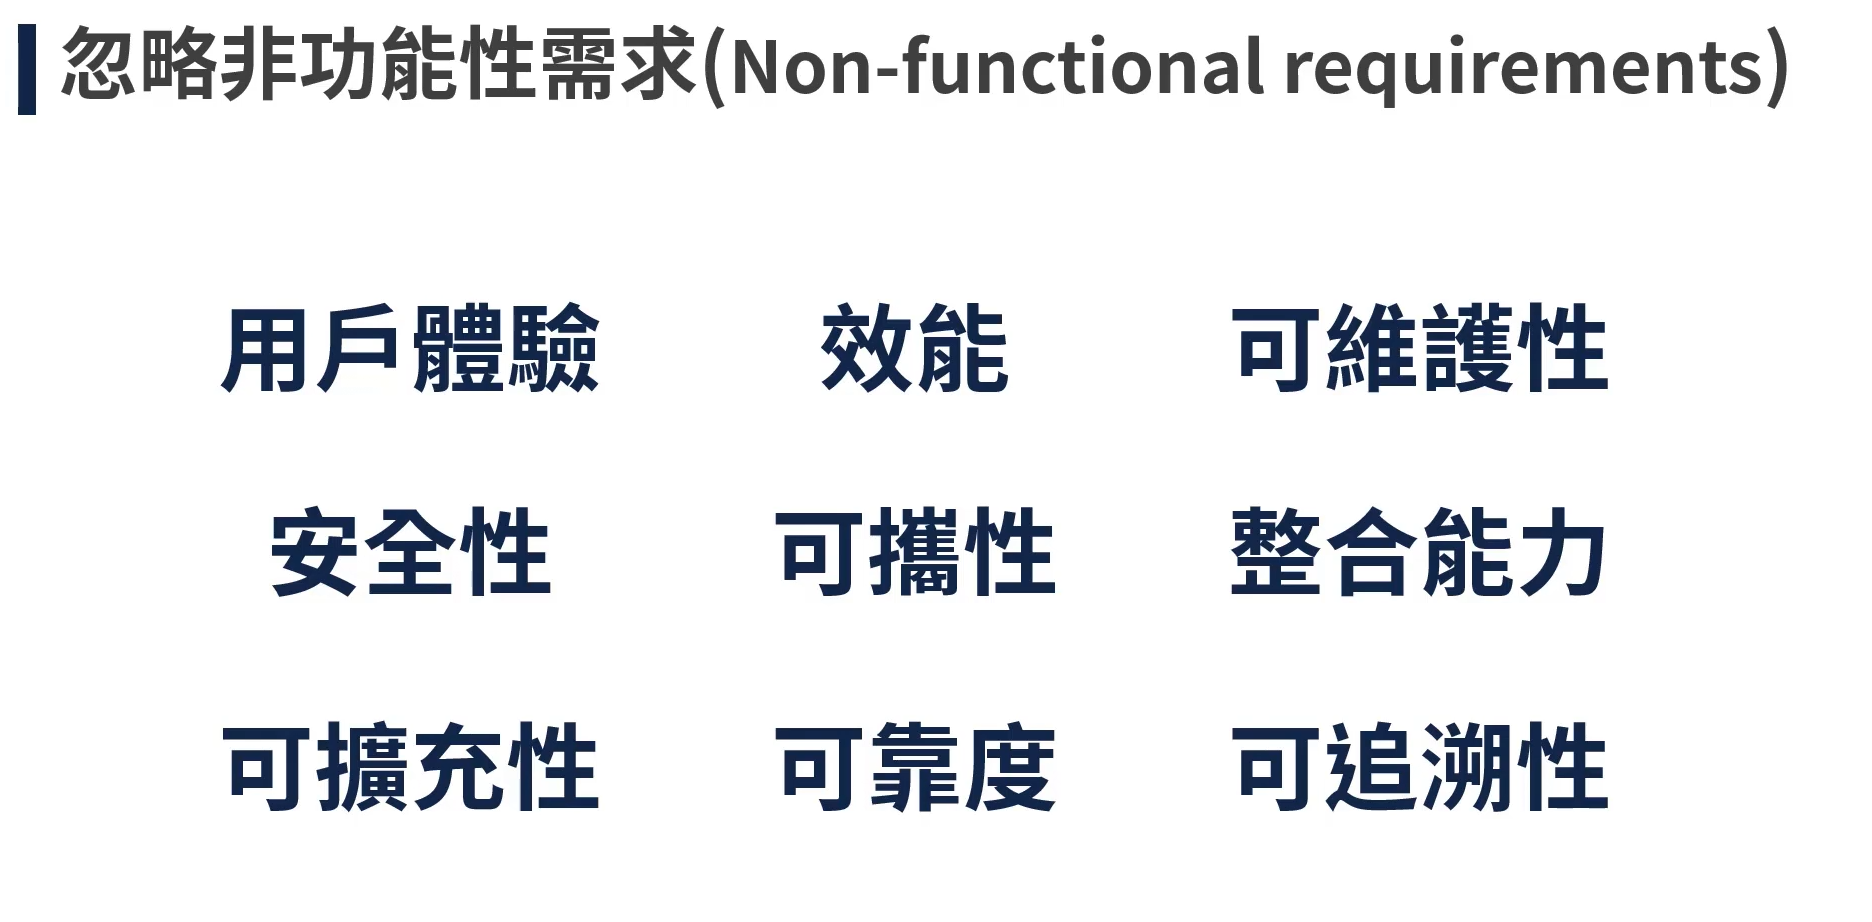 忽略非功能性需求(Non-functional requirements)
用戶體驗 效能 可維護性
安全性 可攜性 整合能力
可擴充性 可靠度 可追溯性